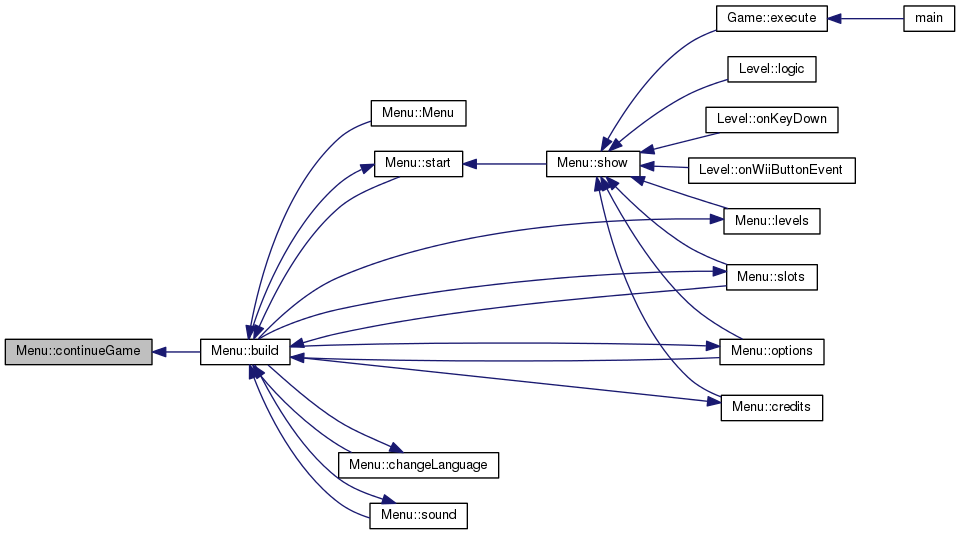 Game::execute
main
Level::logic
Menu::Menu
Level::onKeyDown
Menu::start
Menu::show
Level::onWiiButtonEvent
Menu::levels
Menu::slots
Menu::continueGame
Menu::build
Menu::options
Menu::credits
Menu::changeLanguage
Menu::sound